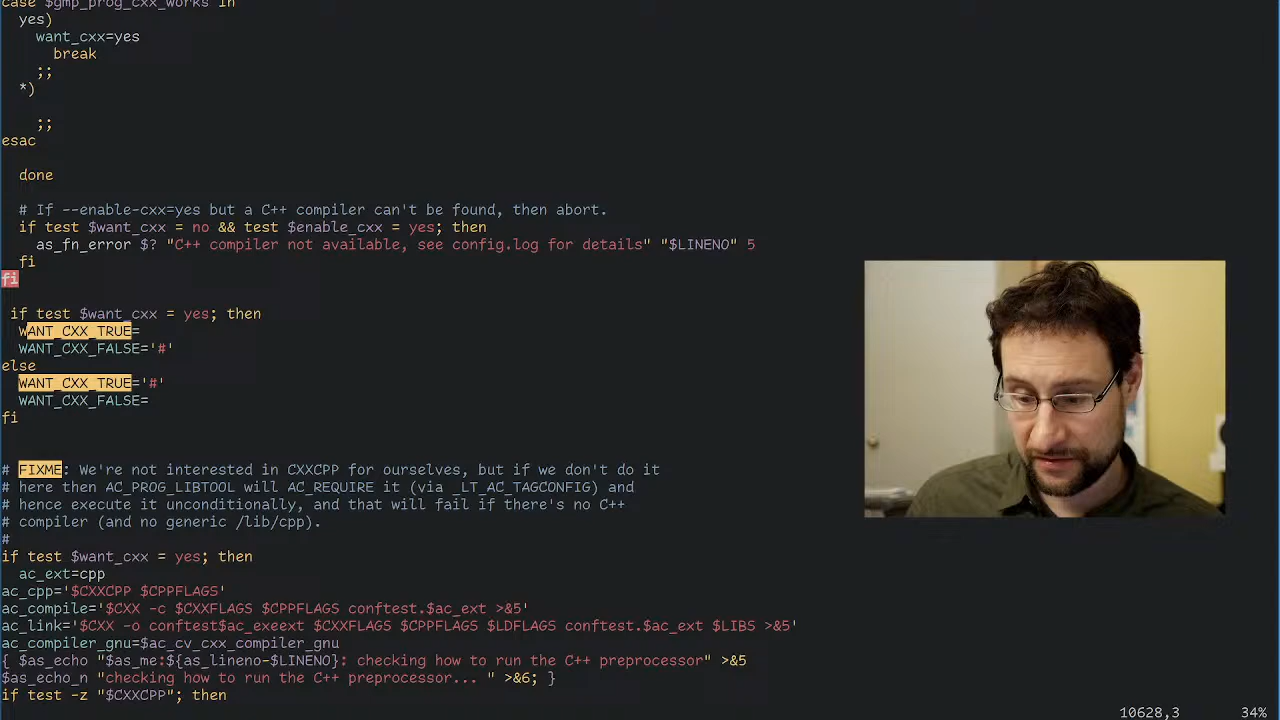 case $gmp_prog_cxx_works in
  yes)
    want_cxx=yes
      break
    ;;
  *)
    ;;
esac
  done
  # If --enable-cxx=yes but a C++ compiler can't be found, then abort.
  if test $want_cxx = no && test $enable_cxx = yes; then
    as_fn_error $? "C++ compiler not available, see config.log for details" "$LINENO" 5
  fi
fi
 if test $want_cxx = yes; then
  WANT_CXX_TRUE=
  WANT_CXX_FALSE='#'
else
  WANT_CXX_TRUE='#'
  WANT_CXX_FALSE=
fi
# FIXME: We're not interested in CXXCPP for ourselves, but if we don't do it
# here then AC_PROG_LIBTOOL will AC_REQUIRE it (via _LT_AC_TAGCONFIG) and
# hence execute it unconditionally, and that will fail if there's no C++
# compiler (and no generic /lib/cpp).
#
if test $want_cxx = yes; then
  ac_ext=cpp
ac_cpp='$CXXCPP $CPPFLAGS'
ac_compile='$CXX -c $CXXFLAGS $CPPFLAGS conftest.$ac_ext >&5'
ac_link='$CXX -o conftest$ac_exeext $CXXFLAGS $CPPFLAGS $LDFLAGS conftest.$ac_ext $LIBS >&5'
ac_compiler_gnu=$ac_cv_cxx_compiler_gnu
{ $as_echo "$as_me:${as_lineno-$LINENO}: checking how to run the C++ preprocessor" >&5
$as_echo_n "checking how to run the C++ preprocessor... " >&6; }
if test -z "$CXXCPP"; then
10628,3 34%